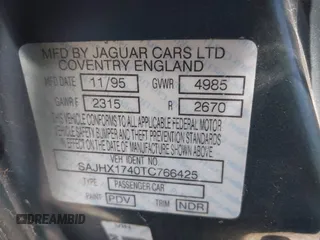 MFD BY JAGUAR CARS LTD
COVENTRY ENGLAND
MFD DATE 11/95 GVWR 4985
GAWR F 2315 R 2670
THIS VEHICLE CONFORMS TO ALL APPLICABLE FEDERAL MOTOR
VEHICLE SAFETY BUMPER AND THEFT PREVENTION STANDARDS
IN EFFECT ON THE DATE OF MANUFACTURE SHOWN ABOVE
VEH IDENT Nº
SAJHX1740TC766425
TYPE PASSENGER CAR
PAINT PDV TRIM NDR
DREAMBID